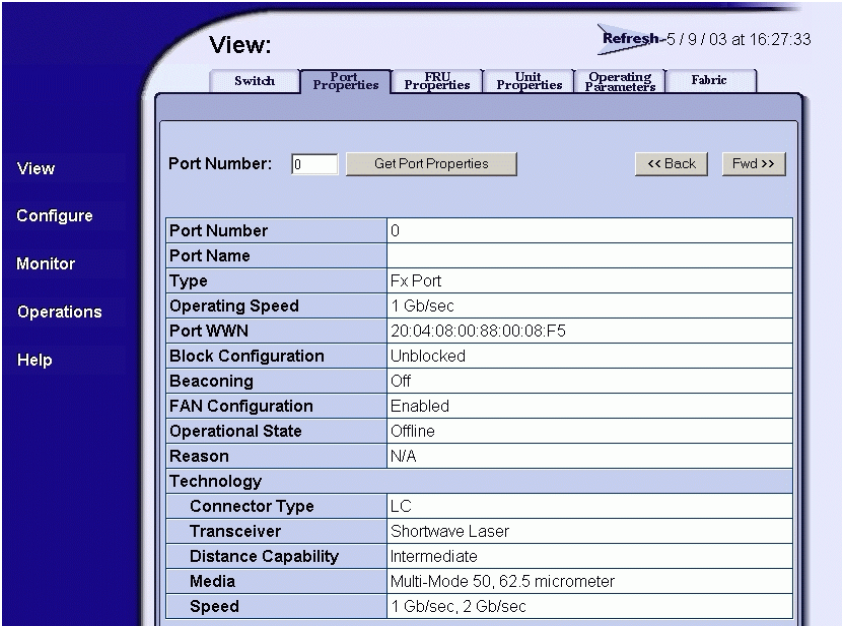 View:
Refresh-5 / 9 / 03 at 16:27:33
Switch
Port Properties
FRU Properties
Unit Properties
Operating Parameters
Fabric
View
Configure
Monitor
Operations
Help
Port Number: 0 Get Port Properties << Back Fwd >>
Port Number 0
Port Name
Type Fx Port
Operating Speed 1 Gb/sec
Port WWN 20:04:08:00:88:00:08:F5
Block Configuration Unblocked
Beaconing Off
FAN Configuration Enabled
Operational State Offline
Reason N/A
Technology
Connector Type LC
Transceiver Shortwave Laser
Distance Capability Intermediate
Media Multi-Mode 50, 62.5 micrometer
Speed 1 Gb/sec, 2 Gb/sec